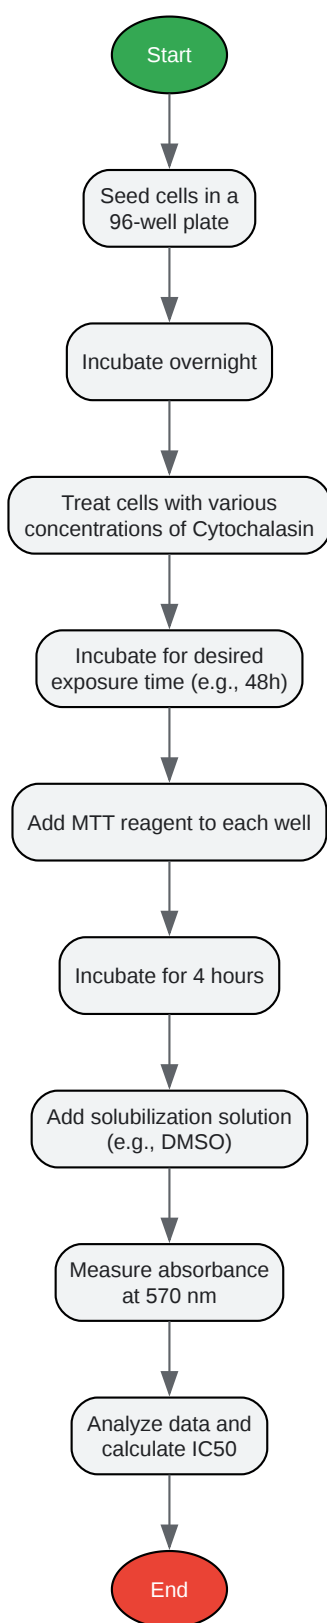 Start
Seed cells in a
96-well plate
Incubate overnight
Treat cells with various
concentrations of Cytochalasin
Incubate for desired
exposure time (e.g., 48h)
Add MTT reagent to each well
Incubate for 4 hours
Add solubilization solution
(e.g., DMSO)
Measure absorbance
at 570 nm
Analyze data and
calculate IC50
End